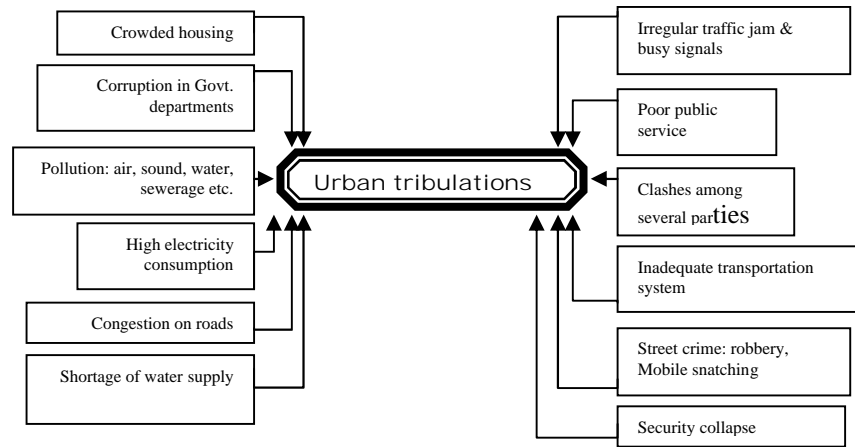 Crowded housing
Corruption in Govt.
departments
Pollution: air, sound, water,
sewerage etc.
High electricity
consumption
Congestion on roads
Shortage of water supply
Urban tribulations
Irregular traffic jam &
busy signals
Poor public
service
Clashes among
several parties
Inadequate transportation
system
Street crime: robbery,
Mobile snatching
Security collapse